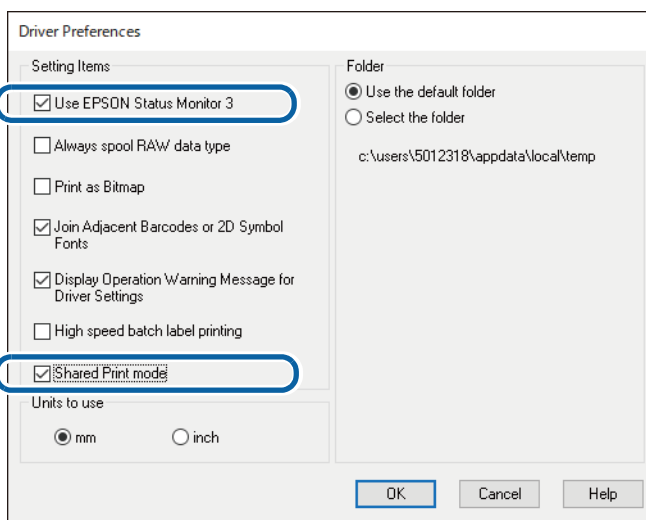 Driver Preferences
Setting Items
Use EPSON Status Monitor 3
Always spool RAW data type
Print as Bitmap
Join Adjacent Barcodes or 2D Symbol
Fonts
Display Operation Warning Message for
Driver Settings
High speed batch label printing
Shared Print mode
Units to use
mm
inch
Folder
Use the default folder
Select the folder
c:\users\5012318\appdata\local\temp
OK
Cancel
Help